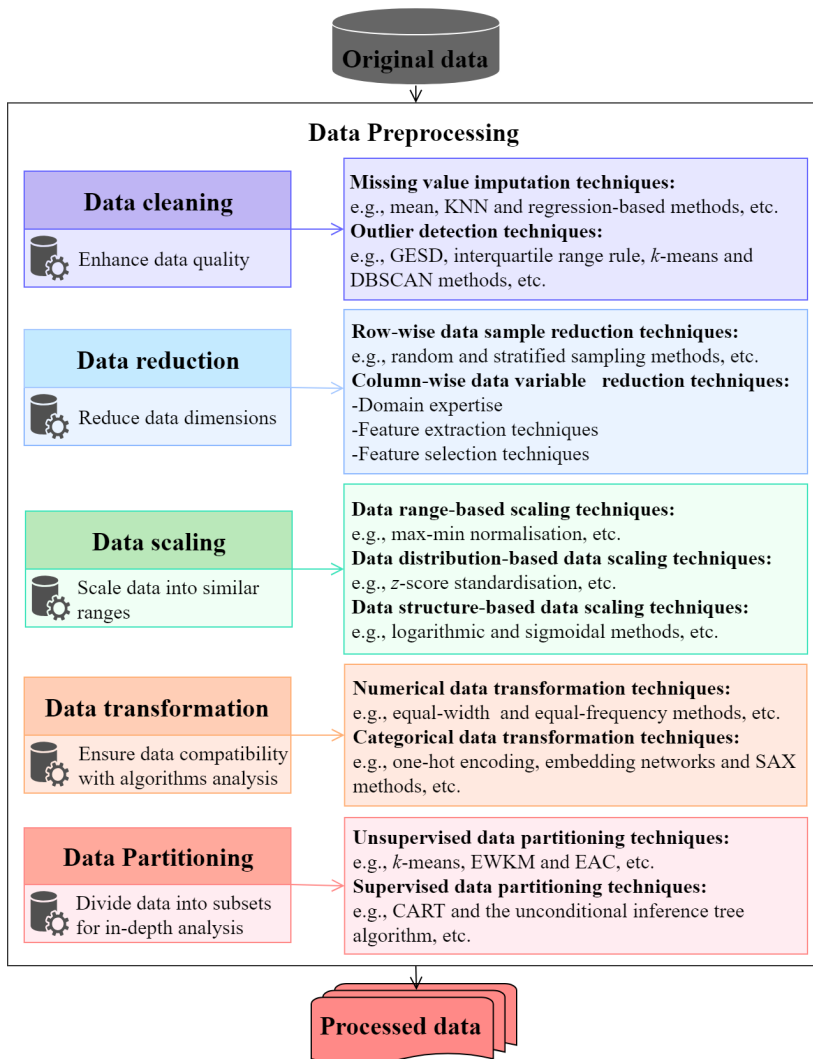 Original data
Data Preprocessing
Data cleaning
Enhance data quality
Missing value imputation techniques:
e.g., mean, KNN and regression-based methods, etc.
Outlier detection techniques:
e.g., GESD, interquartile range rule, k-means and
DBSCAN methods, etc.
Data reduction
Reduce data dimensions
Row-wise data sample reduction techniques:
e.g., random and stratified sampling methods, etc.
Column-wise data variable reduction techniques:
-Domain expertise
-Feature extraction techniques
-Feature selection techniques
Data scaling
Scale data into similar
ranges
Data range-based scaling techniques:
e.g., max-min normalisation, etc.
Data distribution-based data scaling techniques:
e.g., z-score standardisation, etc.
Data structure-based data scaling techniques:
e.g., logarithmic and sigmoidal methods, etc.
Data transformation
Ensure data compatibility
with algorithms analysis
Numerical data transformation techniques:
e.g., equal-width and equal-frequency methods, etc.
Categorical data transformation techniques:
e.g., one-hot encoding, embedding networks and SAX
methods, etc.
Data Partitioning
Divide data into subsets
for in-depth analysis
Unsupervised data partitioning techniques:
e.g., k-means, EWKM and EAC, etc.
Supervised data partitioning techniques:
e.g., CART and the unconditional inference tree
algorithm, etc.
Processed data